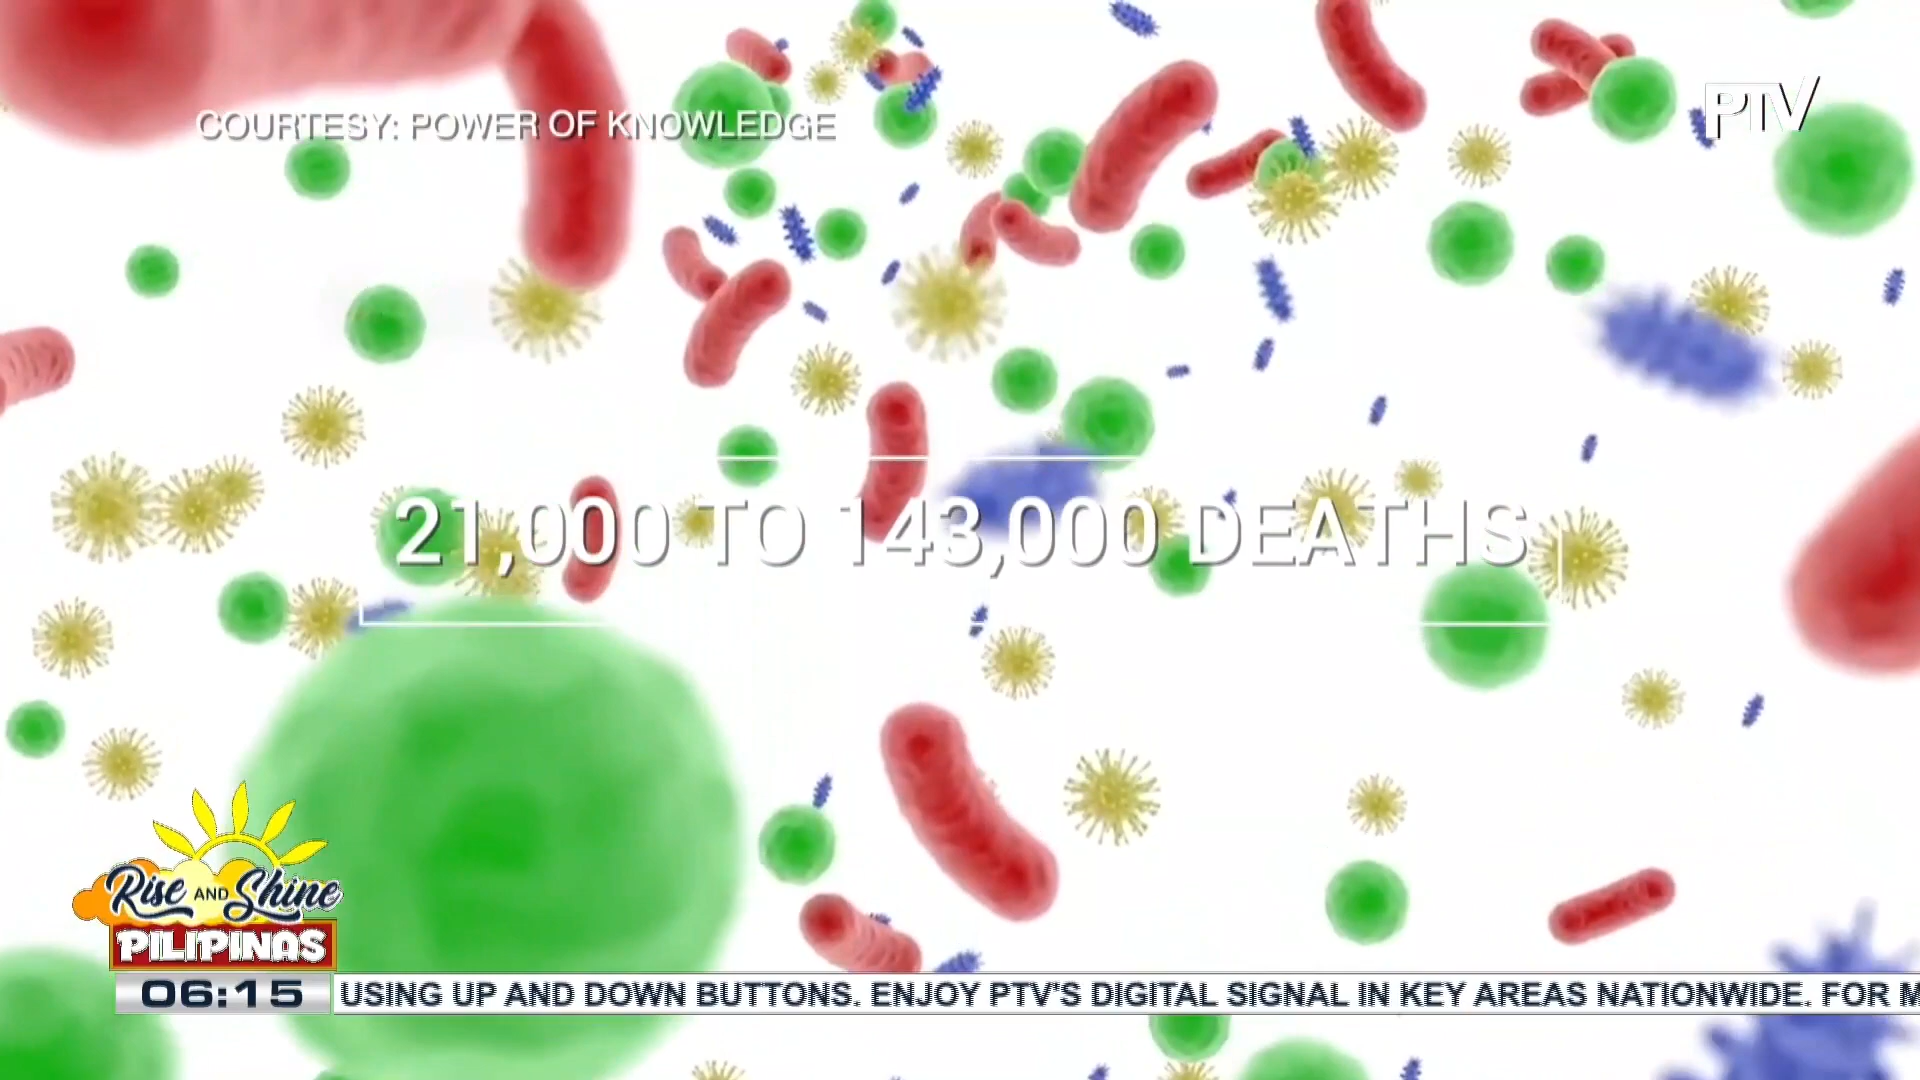 COURTESY: POWER OF KNOWLEDGE
PTV
21,000 TO 143,000 DEATHS
Rise AND Shine
PILIPINAS
06:15
USING UP AND DOWN BUTTONS. ENJOY PTV'S DIGITAL SIGNAL IN KEY AREAS NATIONWIDE. FOR M